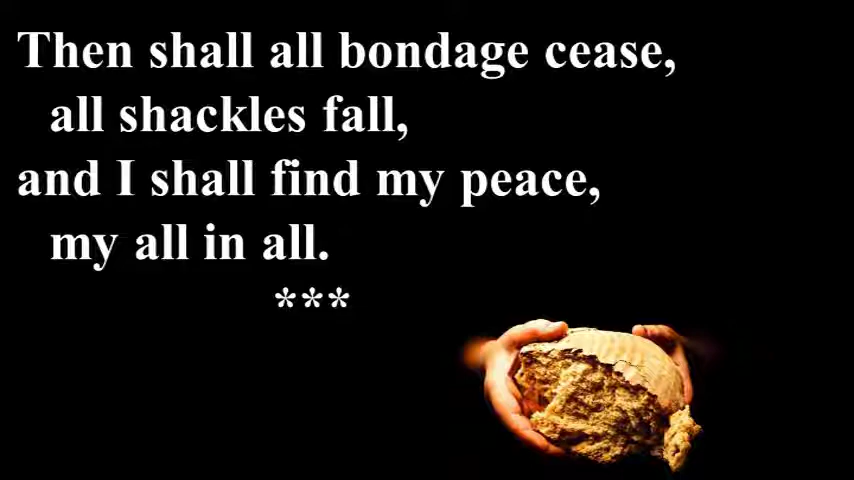 Then shall all bondage cease,
all shackles fall,
and I shall find my peace,
my all in all.
***